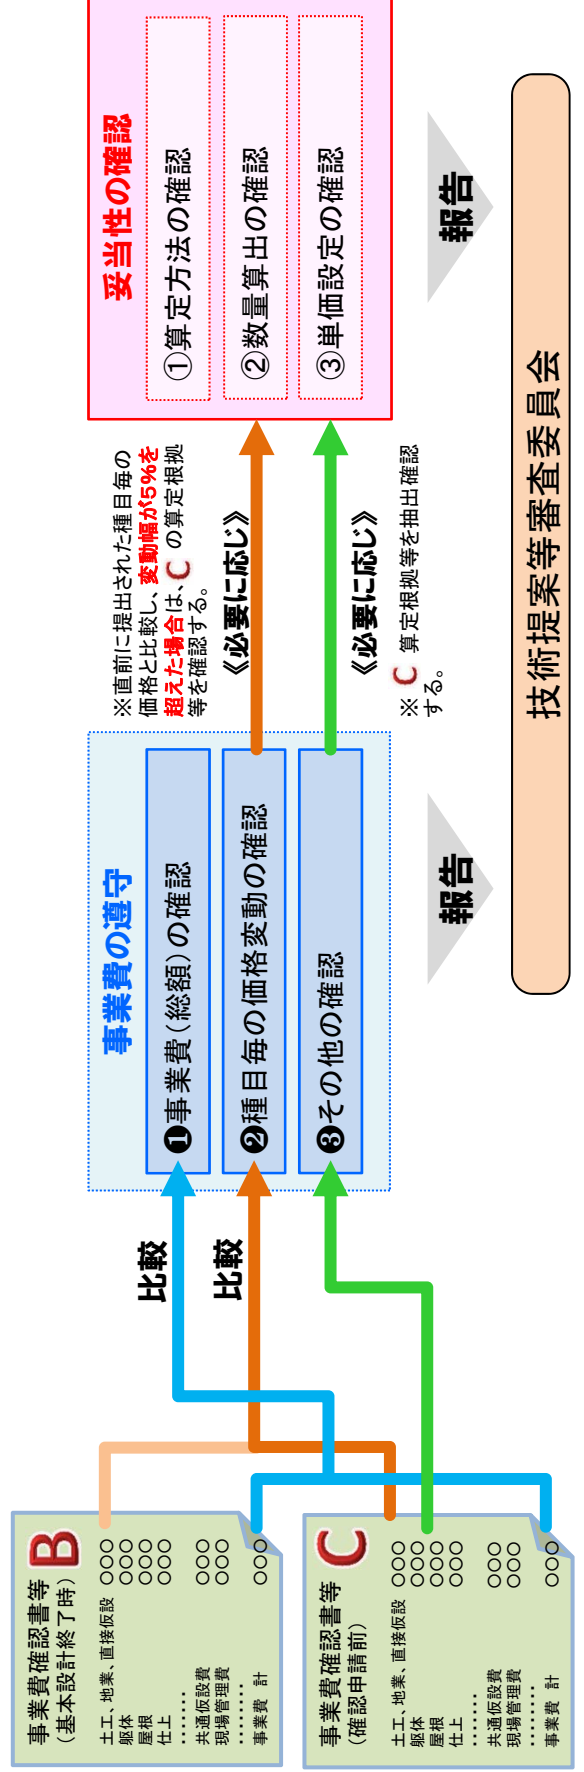 事業費確認書等
(基本設計終了時)
B
土工、地業、直接仮設 ○○○
躯体 ○○○
屋根 ○○○
仕上 ○○○
・・・・・・・
共通仮設費 ○○○
現場管理費 ○○○
・・・・・・・・
事業費 計 ○○○
事業費確認書等
(確認申請前)
C
土工、地業、直接仮設 ○○○
躯体 ○○○
屋根 ○○○
仕上 ○○○
・・・・・・・
共通仮設費 ○○○
現場管理費 ○○○
・・・・・・・・
事業費 計 ○○○
比較
比較
事業費の遵守
❶事業費(総額)の確認
❷種目毎の価格変動の確認
❸その他の確認
※直前に提出された種目毎の
価格と比較し、変動幅が5%を
超えた場合は、C の算定根拠
等を確認する。
《必要に応じ》
《必要に応じ》
※ C 算定根拠等を抽出確認
する。
妥当性の確認
①算定方法の確認
②数量算出の確認
③単価設定の確認
報告
報告
技術提案等審査委員会